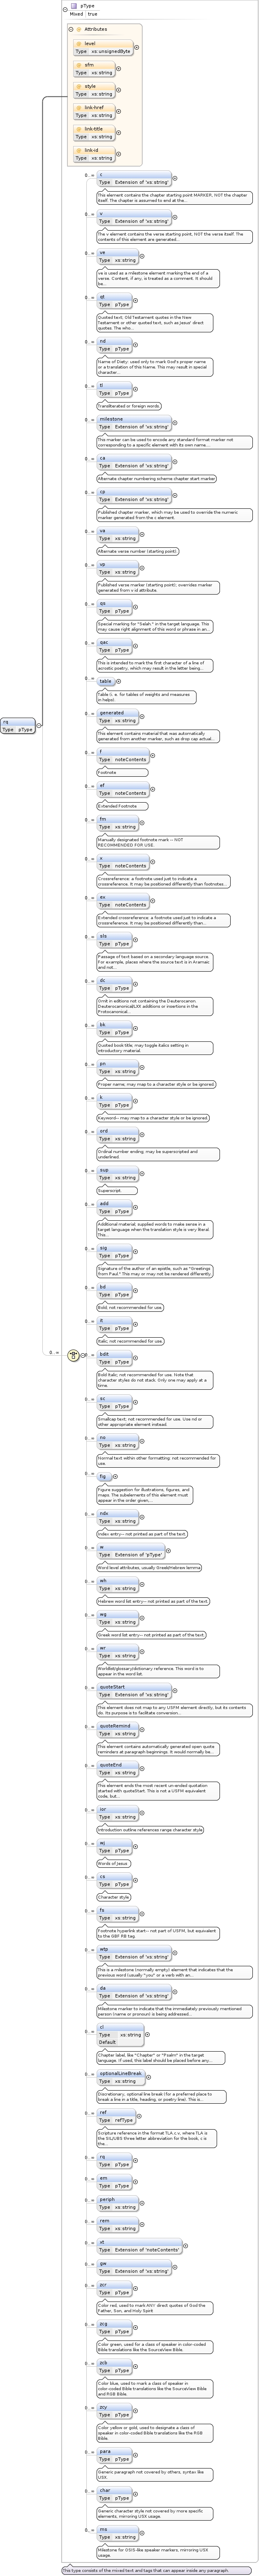 pType
Mixed true
Attributes
level
Type xs:unsignedByte
sfm
Type xs:string
style
Type xs:string
link-href
Type xs:string
link-title
Type xs:string
link-id
Type xs:string
0..∞
c
Type Extension of 'xs:string'
This element contains the chapter starting point MARKER, NOT the chapter
itself. The chapter is assumed to end at the...
0..∞
v
Type Extension of 'xs:string'
The v element contains the verse starting point, NOT the verse itself. The
contents of this element are generated...
0..∞
ve
Type xs:string
ve is used as a milestone element marking the end of a
verse. Content, if any, is treated as a comment. It should
be...
0..∞
qt
Type pType
Quoted text, Old Testament quotes in the New
Testament or other quoted text, such as Jesus' direct
quotes. The who...
0..∞
nd
Type pType
Name of Diety: used only to mark God's proper name
or a translation of this Name. This may result in special
character...
0..∞
tl
Type pType
Transliterated or foreign words.
0..∞
milestone
Type Extension of 'xs:string'
This marker can be used to encode any standard format marker not
corresponding to a specific element with its own name...
0..∞
ca
Type Extension of 'xs:string'
Alternate chapter numbering scheme chapter start marker
0..∞
cp
Type Extension of 'xs:string'
Published chapter marker, which may be used to override the numeric
marker generated from the c element.
0..∞
va
Type xs:string
Alternate verse number (starting point).
0..∞
vp
Type xs:string
Published verse marker (starting point), overrides marker
generated from v id attribute.
0..∞
qs
Type pType
Special marking for "Selah " in the target language. This
may cause right alignment of this word or phrase in an...
0..∞
qac
Type pType
This is intended to mark the first character of a line of
acrostic poetry, which may result in the letter being...
0..∞
table
Table (i. e. for tables of weights and measures
in helps).
0..∞
generated
Type xs:string
This element contains material that was automatically
generated from another marker, such as drop cap actual...
0..∞
f
Type noteContents
Footnote
0..∞
ef
Type noteContents
Extended Footnote
0..∞
fm
Type xs:string
Manually designated footnote mark -- NOT
RECOMMENDED FOR USE.
0..∞
x
Type noteContents
Crossreference: a footnote used just to indicate a
crossreference. It may be positioned differently than footnotes...
0..∞
ex
Type noteContents
Extended crossreference: a footnote used just to indicate a
crossreference. It may be positioned differently than...
0..∞
sls
Type pType
Passage of text based on a secondary language source.
For example, places where the source text is in Aramaic
and not...
0..∞
dc
Type pType
Omit in editions not containing the Deuterocanon.
Deuterocanonical/LXX additions or insertions in the
Protocanonical...
0..∞
bk
Type pType
Quoted book title; may toggle italics setting in
introductory material.
0..∞
pn
Type pType
Proper name; may map to a character style or be ignored.
0..∞
k
Type pType
Keyword-- may map to a character style or be ignored.
0..∞
ord
Type xs:string
Ordinal number ending; may be superscripted and
underlined.
0..∞
sup
Type xs:string
Superscript.
0..∞
add
Type pType
Additional material; supplied words to make sense in a
target language when the translation style is very literal.
This...
0..∞
sig
Type pType
Signature of the author of an epistle, such as "Greetings
from Paul." This may or may not be rendered differently.
0..∞
bd
Type pType
Bold; not recommended for use.
0..∞
it
Type pType
Italic; not recommended for use.
rq
Type pType
0..∞
0..∞
bdit
Type pType
Bold italic, not recommended for use. Note that
character styles do not stack. Only one may apply at a
time.
0..∞
sc
Type pType
Smallcap text; not recommended for use. Use nd or
other appropriate element instead.
0..∞
no
Type xs:string
Normal text within other formatting: not recommended for
use.
0..∞
fig
Figure suggestion for illustrations, figures, and
maps. The subelements of this element must
appear in the order given...
0..∞
ndx
Type xs:string
Index entry-- not printed as part of the text.
0..∞
w
Type Extension of 'pType'
Word level attributes, usually Greek/Hebrew lemma
0..∞
wh
Type xs:string
Hebrew word list entry-- not printed as part of the text.
0..∞
wg
Type xs:string
Greek word list entry-- not printed as part of the text.
0..∞
wr
Type xs:string
Wordlist/glossary/dictionary reference. This word is to
appear in the word list.
0..∞
quoteStart
Type Extension of 'xs:string'
This element does not map to any USFM element directly, but its contents
do. Its purpose is to facilitate conversion...
0..∞
quoteRemind
Type xs:string
This element contains automatically generated open quote
reminders at paragraph beginnings. It would normally be...
0..∞
quoteEnd
Type xs:string
This element ends the most recent un-ended quotation
started with quoteStart. This is not a USFM equivalent
code, but...
0..∞
ior
Type xs:string
Introduction outline references range character style
0..∞
wj
Type pType
Words of Jesus.
0..∞
cs
Type pType
Character style.
0..∞
fs
Type xs:string
Footnote hyperlink start-- not part of USFM, but equivalent
to the GBF RB tag.
0..∞
wtp
Type Extension of 'xs:string'
This is a milestone (normally empty) element that indicates that the
previous word (usually "you" or a verb with an...
0..∞
da
Type Extension of 'xs:string'
Milestone marker to indicate that the immediately previously mentioned
person (name or pronoun) is being addressed...
0..∞
cl
Type xs:string
Default
Chapter label, like "Chapter" or "Psalm" in the target
language. If used, this label should be placed before any...
0..∞
optionalLineBreak
Type xs:string
Discretionary, optional line break (for a preferred place to
break a line in a title, heading, or poetry line). This is...
0..∞
ref
Type refType
Scripture reference in the format TLA.c.v, where TLA is
the SIL/UBS three letter abbreviation for the book, c is
the...
0..∞
rq
Type pType
0..∞
em
Type pType
0..∞
periph
Type xs:string
0..∞
rem
Type xs:string
0..∞
xt
Type Extension of 'noteContents'
0..∞
gw
Type Extension of 'xs:string'
0..∞
zcr
Type pType
Color red, used to mark ANY direct quotes of God the
Father, Son, and Holy Spirit
0..∞
zcg
Type pType
Color green, used for a class of speaker in color-coded
Bible translations like the SourceView Bible.
0..∞
zcb
Type pType
Color blue, used to mark a class of speaker in
color-coded Bible translations like the SourceView Bible
and RGB Bible.
0..∞
zcy
Type pType
Color yellow or gold, used to designate a class of
speaker in color-coded Bible translations like the RGB
Bible.
0..∞
para
Type pType
Generic paragraph not covered by others, syntax like
USX.
0..∞
char
Type pType
Generic character style not covered by more specific
elements, mirroring USX usage.
0..∞
ms
Type xs:string
Milestone for OSIS-like speaker markers, mirroring USX
usage.
This type consists of the mixed text and tags that can appear inside any paragraph.